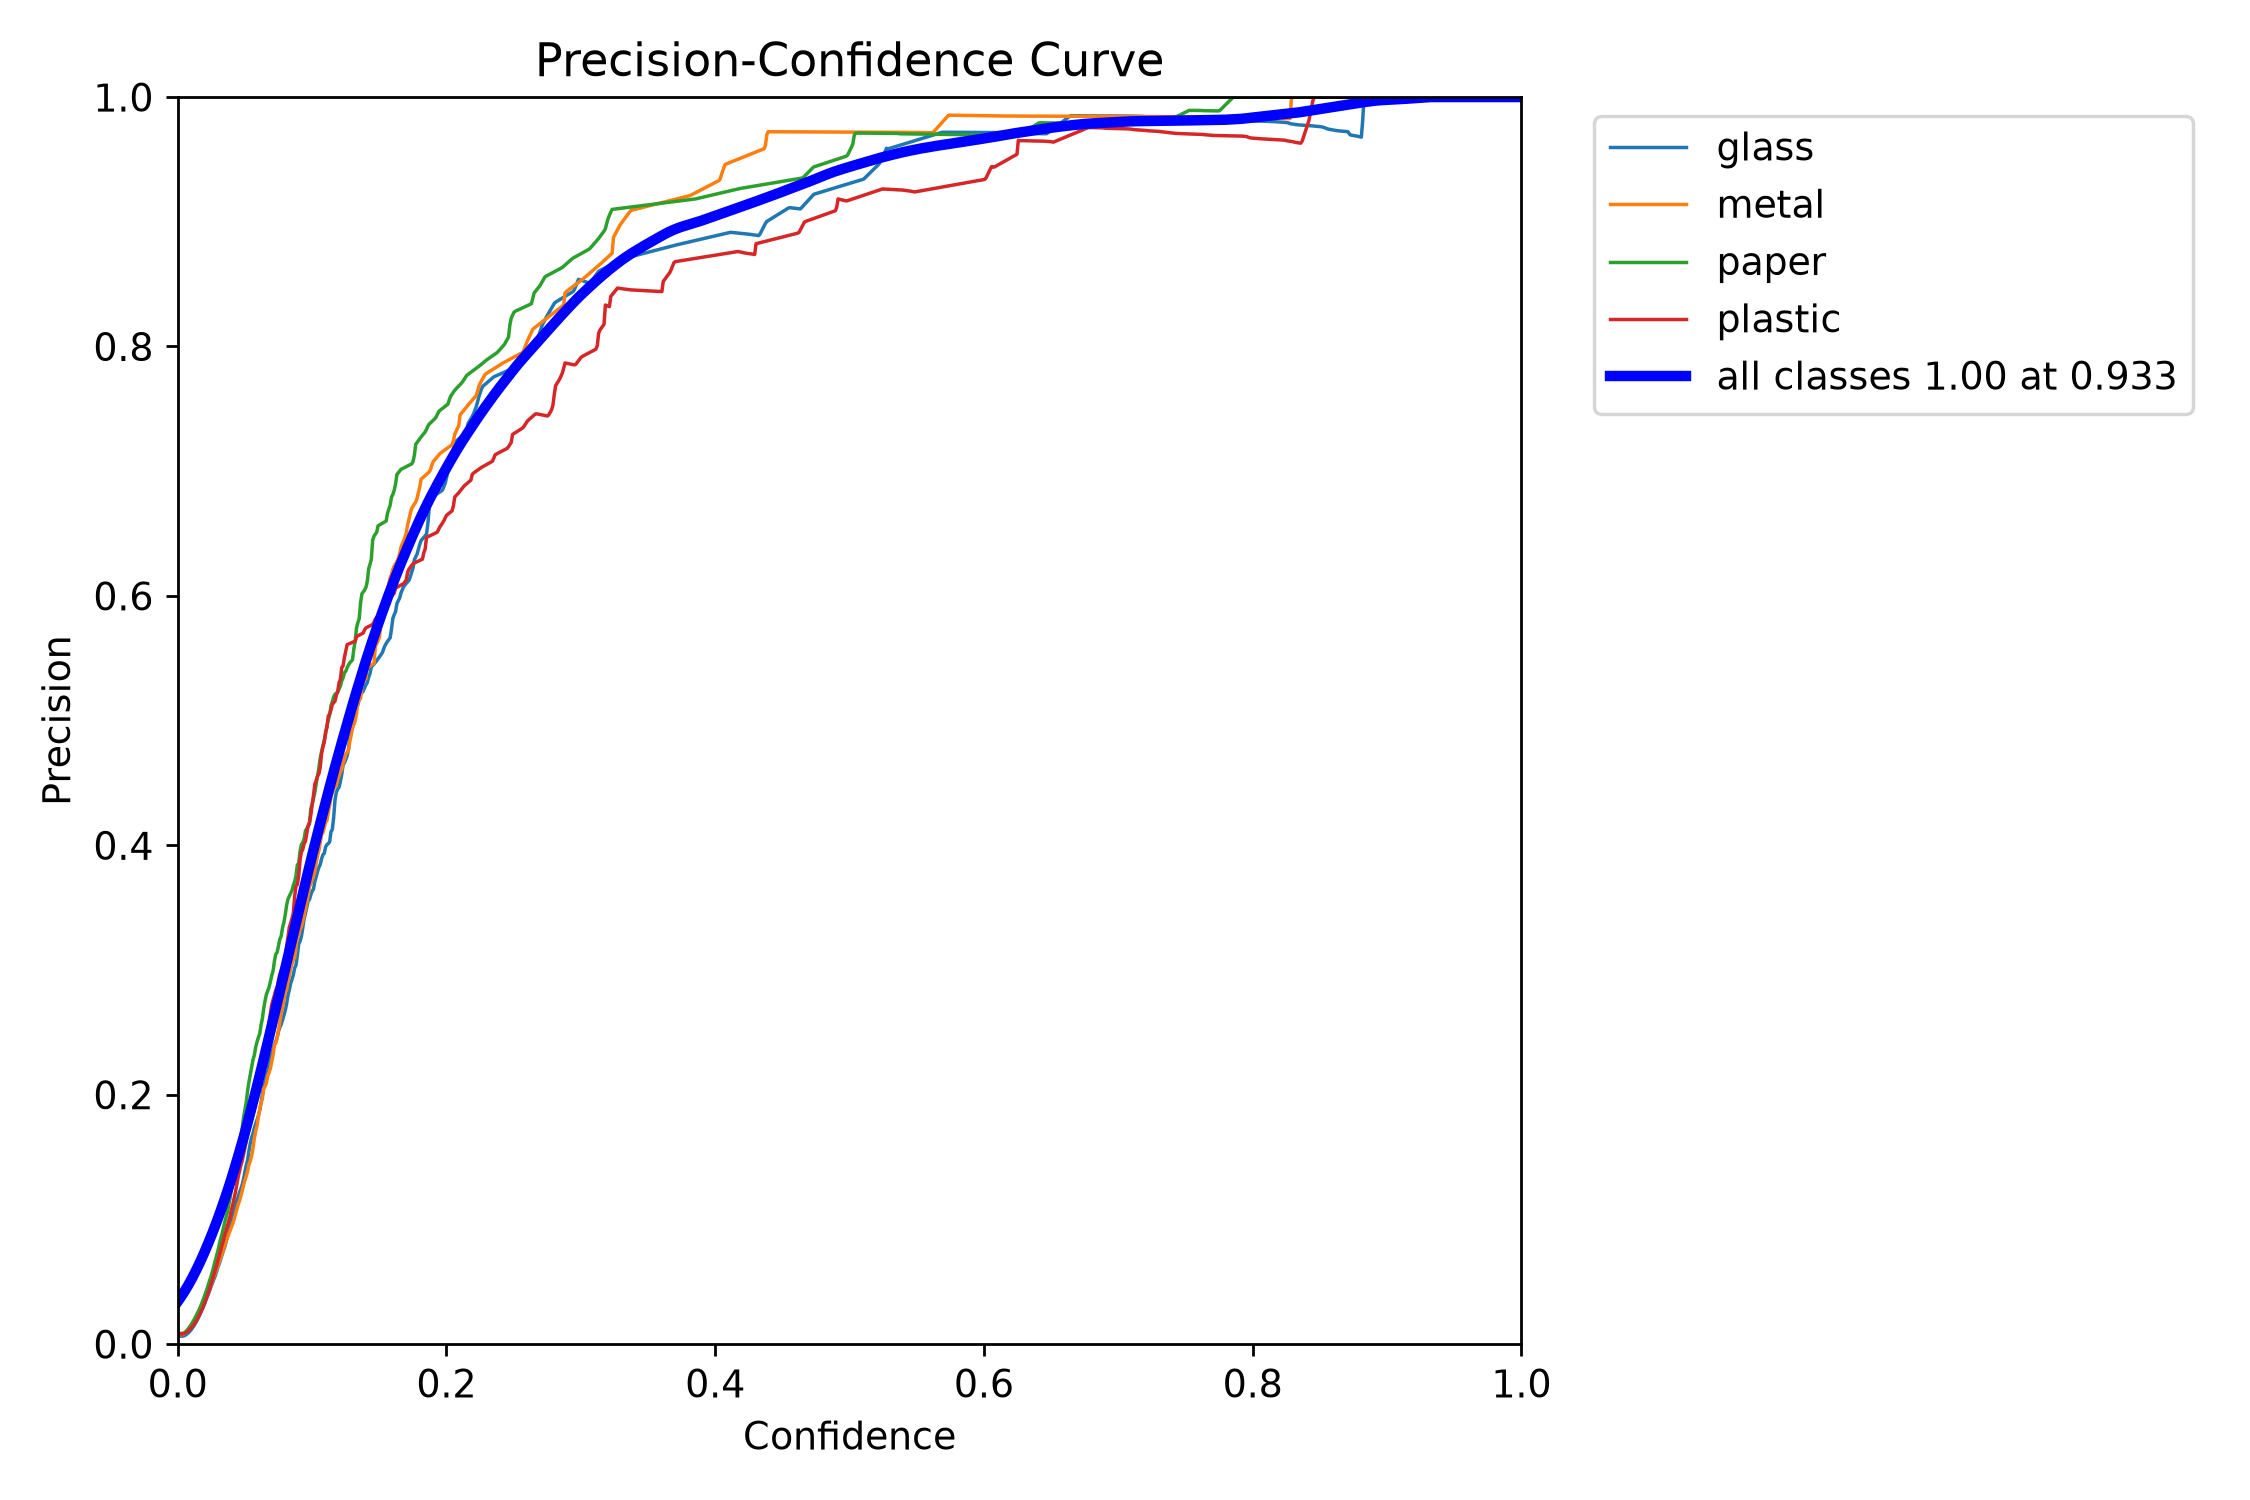 Precision-Confidence Curve
1.0
0.8
0.6
0.4
0.2
0.0
Precision
0.0 0.2 0.4 0.6 0.8 1.0
Confidence
glass
metal
paper
plastic
all classes 1.00 at 0.933